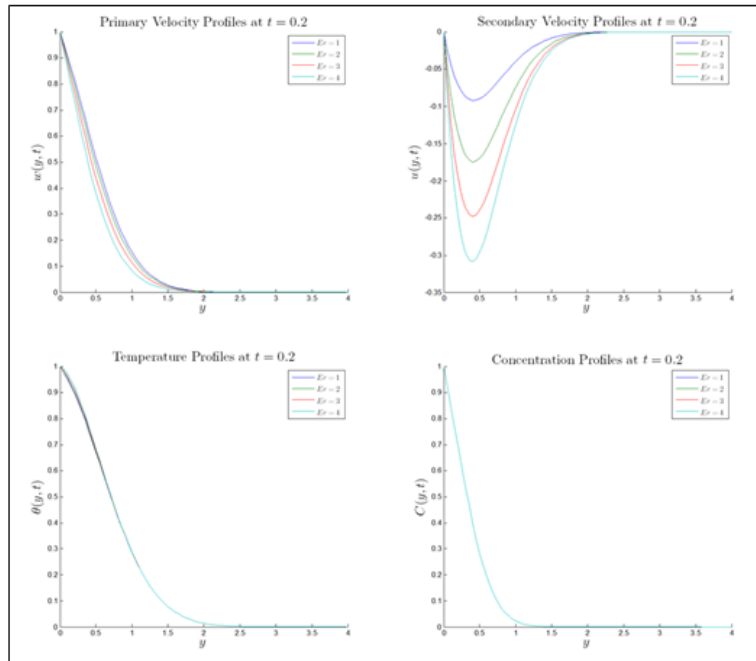 Primary Velocity Profiles at t = 0.2
1
0.9
0.8
0.7
0.6
0.5
0.4
0.3
0.2
0.1
0
w(y, t)
0 0.5 1 1.5 2 2.5 3 3.5 4
y
Er = 1
Er = 2
Er = 3
Er = 4
Secondary Velocity Profiles at t = 0.2
0
-0.05
-0.1
-0.15
-0.2
-0.25
-0.3
-0.35
u(y, t)
0 0.5 1 1.5 2 2.5 3 3.5 4
y
Er = 1
Er = 2
Er = 3
Er = 4
Temperature Profiles at t = 0.2
1
0.9
0.8
0.7
0.6
0.5
0.4
0.3
0.2
0.1
0
θ(y, t)
0 0.5 1 1.5 2 2.5 3 3.5 4
y
Er = 1
Er = 2
Er = 3
Er = 4
Concentration Profiles at t = 0.2
1
0.9
0.8
0.7
0.6
0.5
0.4
0.3
0.2
0.1
0
C(y, t)
0 0.5 1 1.5 2 2.5 3 3.5 4
y
Er = 1
Er = 2
Er = 3
Er = 4